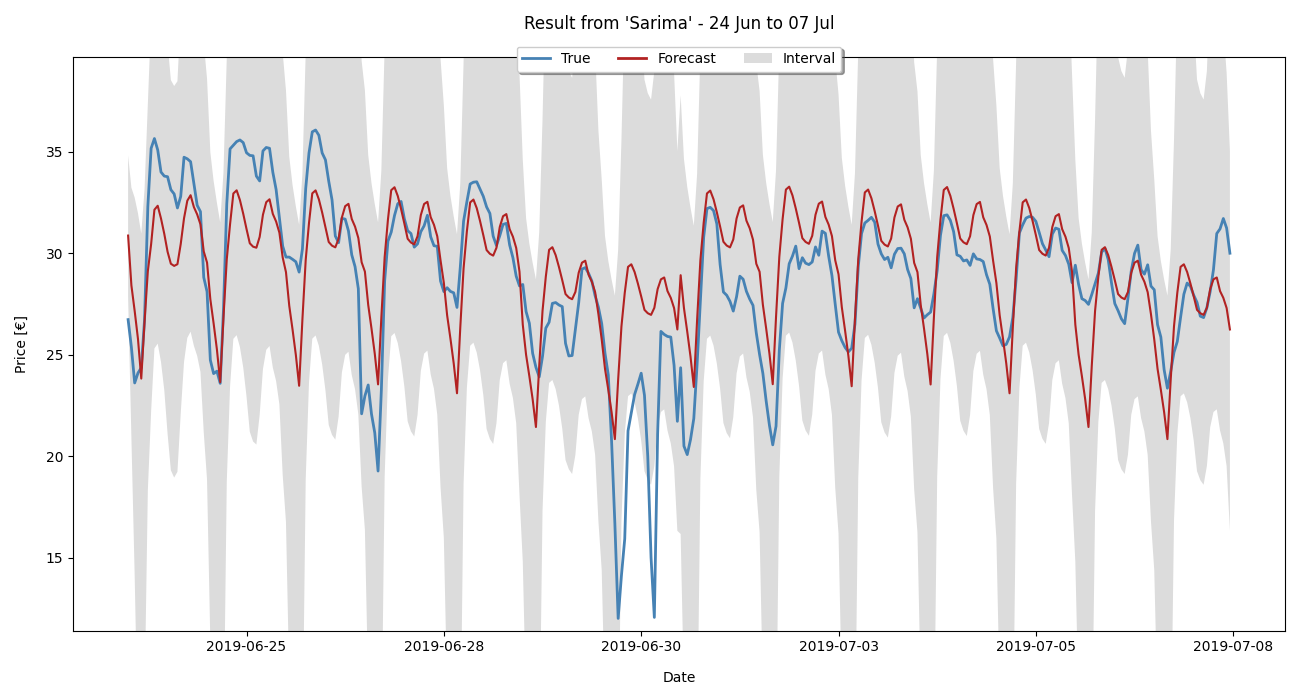 Result from 'Sarima' - 24 Jun to 07 Jul
True Forecast Interval
35
30
25
20
15
Price [€]
2019-06-25 2019-06-28 2019-06-30 2019-07-03 2019-07-05 2019-07-08
Date